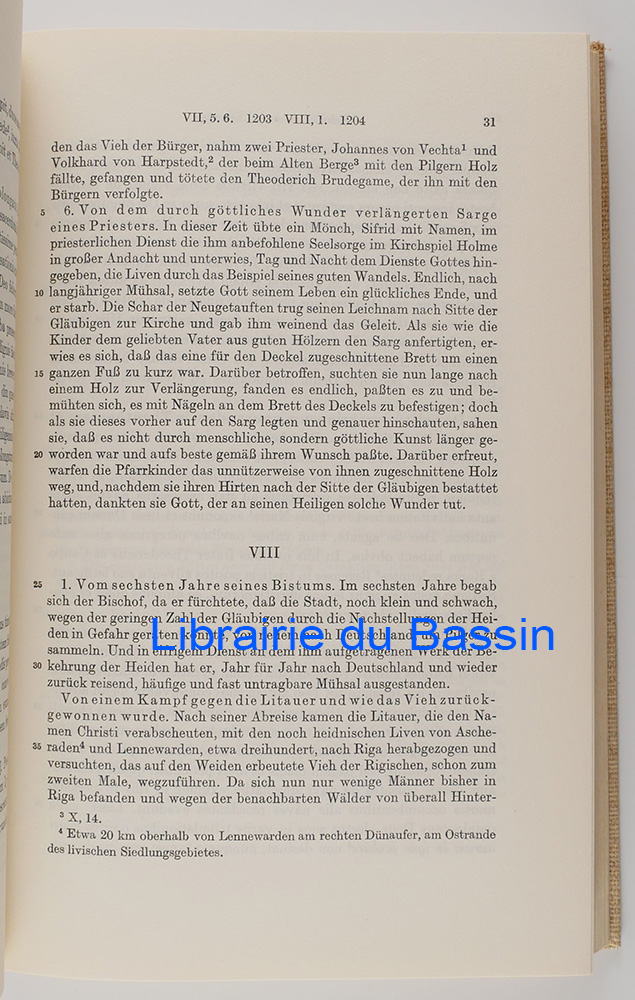 VII, 5. 6. 1203 VIII, 1. 1204 31
den das Vieh der Bürger, nahm zwei Priester, Johannes von Vechta¹ und
Volkhard von Harpstedt,² der beim Alten Berge³ mit den Pilgern Holz
fällte, gefangen und tötete den Theoderich Brudegame, der ihn mit den
Bürgern verfolgte.
5 6. Von dem durch göttliches Wunder verlängerten Sarge
eines Priesters. In dieser Zeit übte ein Mönch, Sifrid mit Namen, im
priesterlichen Dienst die ihm anbefohlene Seelsorge im Kirchspiel Holme
in großer Andacht und unterwies, Tag und Nacht dem Dienste Gottes hin-
gegeben, die Liven durch das Beispiel seines guten Wandels. Endlich, nach
10 langjähriger Mühsal, setzte Gott seinem Leben ein glückliches Ende, und
er starb. Die Schar der Neugetauften trug seinen Leichnam nach Sitte der
Gläubigen zur Kirche und gab ihm weinend das Geleit. Als sie wie die
Kinder dem geliebten Vater aus guten Hölzern den Sarg anfertigten, er-
wies es sich, daß das eine für den Deckel zugeschnittene Brett um einen
15 ganzen Fuß zu kurz war. Darüber betroffen, suchten sie nun lange nach
einem Holz zur Verlängerung, fanden es endlich, paßten es zu und be-
mühten sich, es mit Nägeln an dem Brett des Deckels zu befestigen; doch
als sie dieses vorher auf den Sarg legten und genauer hinschauten, sahen
sie, daß es nicht durch menschliche, sondern göttliche Kunst länger ge-
20 worden war und aufs beste gemäß ihrem Wunsch paßte. Darüber erfreut,
warfen die Pfarrkinder das unnützerweise von ihnen zugeschnittene Holz
weg, und, nachdem sie ihren Hirten nach der Sitte der Gläubigen bestattet
hatten, dankten sie Gott, der an seinen Heiligen solche Wunder tut.
VIII
25 1. Vom sechsten Jahre seines Bistums. Im sechsten Jahre begab
sich der Bischof, da er fürchtete, daß die Stadt, noch klein und schwach,
wegen der geringen Zahl der Gläubigen durch die Nachstellungen der Hei-
den in Gefahr geraten könnte, von neuem nach Deutschland, um Pilger zu
sammeln. Und in eifrigem Dienst an dem ihm aufgetragenen Werk der Be-
30 kehrung der Heiden hat er, Jahr für Jahr nach Deutschland und wieder
zurück reisend, häufige und fast untragbare Mühsal ausgestanden.
Von einem Kampf gegen die Litauer und wie das Vieh zurück-
gewonnen wurde. Nach seiner Abreise kamen die Litauer, die den Na-
men Christi verabscheuten, mit den noch heidnischen Liven von Asche-
35 raden⁴ und Lennewarden, etwa dreihundert, nach Riga herabgezogen und
versuchten, das auf den Weiden erbeutete Vieh der Rigischen, schon zum
zweiten Male, wegzuführen. Da sich nun nur wenige Männer bisher in
Riga befanden und wegen der benachbarten Wälder von überall Hinter-
³ X, 14.
⁴ Etwa 20 km oberhalb von Lennewarden am rechten Dünaufer, am Ostrande
des livischen Siedlungsgebietes.
Librairie du Bassin